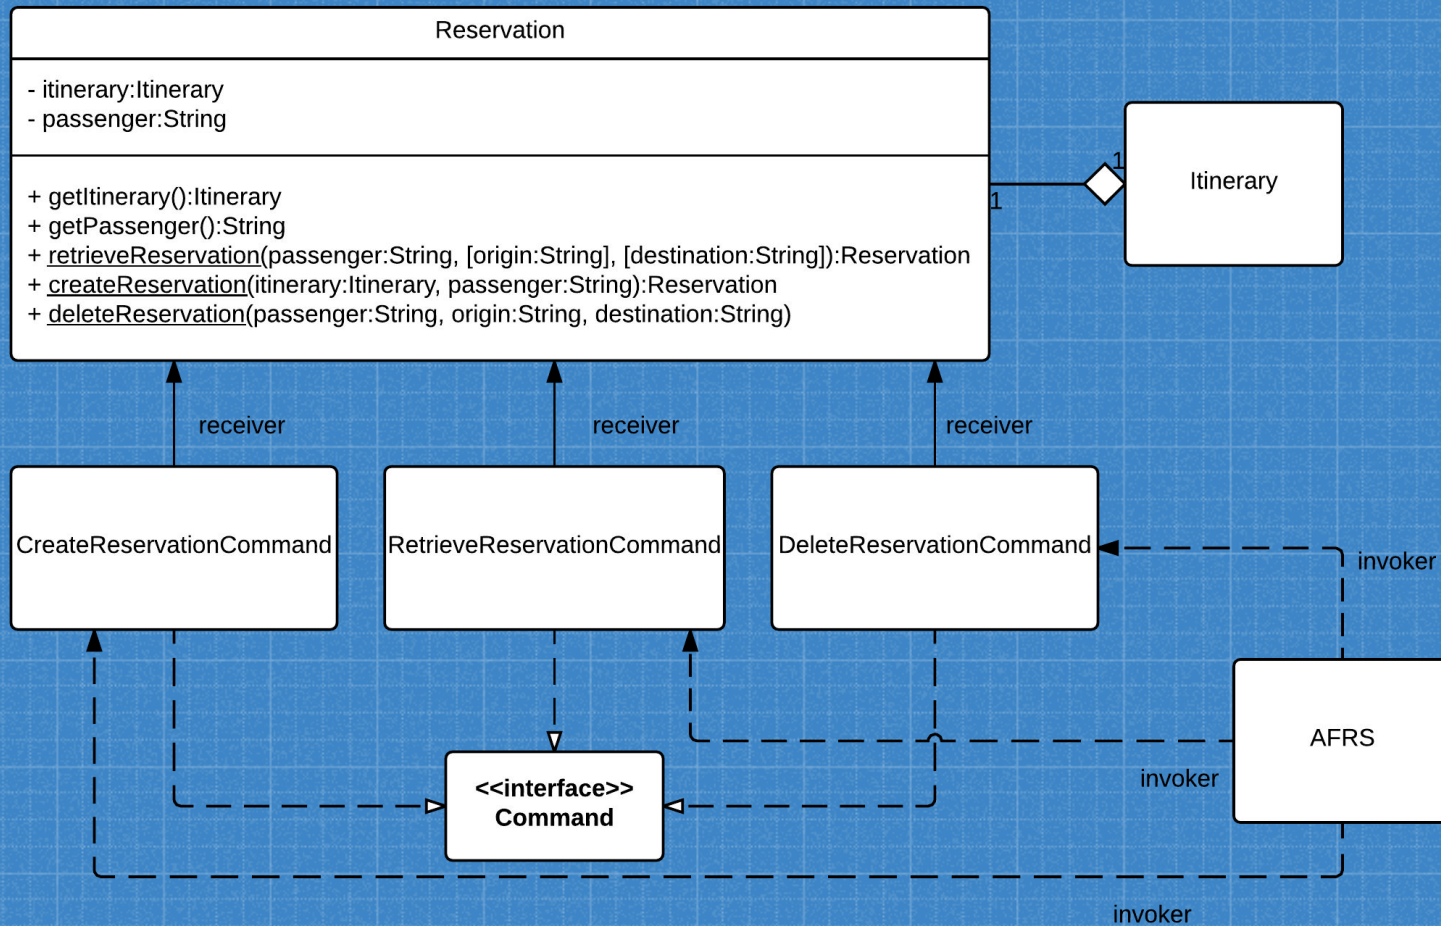 Reservation
- itinerary:Itinerary
- passenger:String
+ getItinerary():Itinerary
+ getPassenger():String
+ retrieveReservation(passenger:String, [origin:String], [destination:String]):Reservation
+ createReservation(itinerary:Itinerary, passenger:String):Reservation
+ deleteReservation(passenger:String, origin:String, destination:String)
1
1
Itinerary
receiver
receiver
receiver
CreateReservationCommand
RetrieveReservationCommand
DeleteReservationCommand
invoker
AFRS
invoker
<<interface>>
Command
invoker